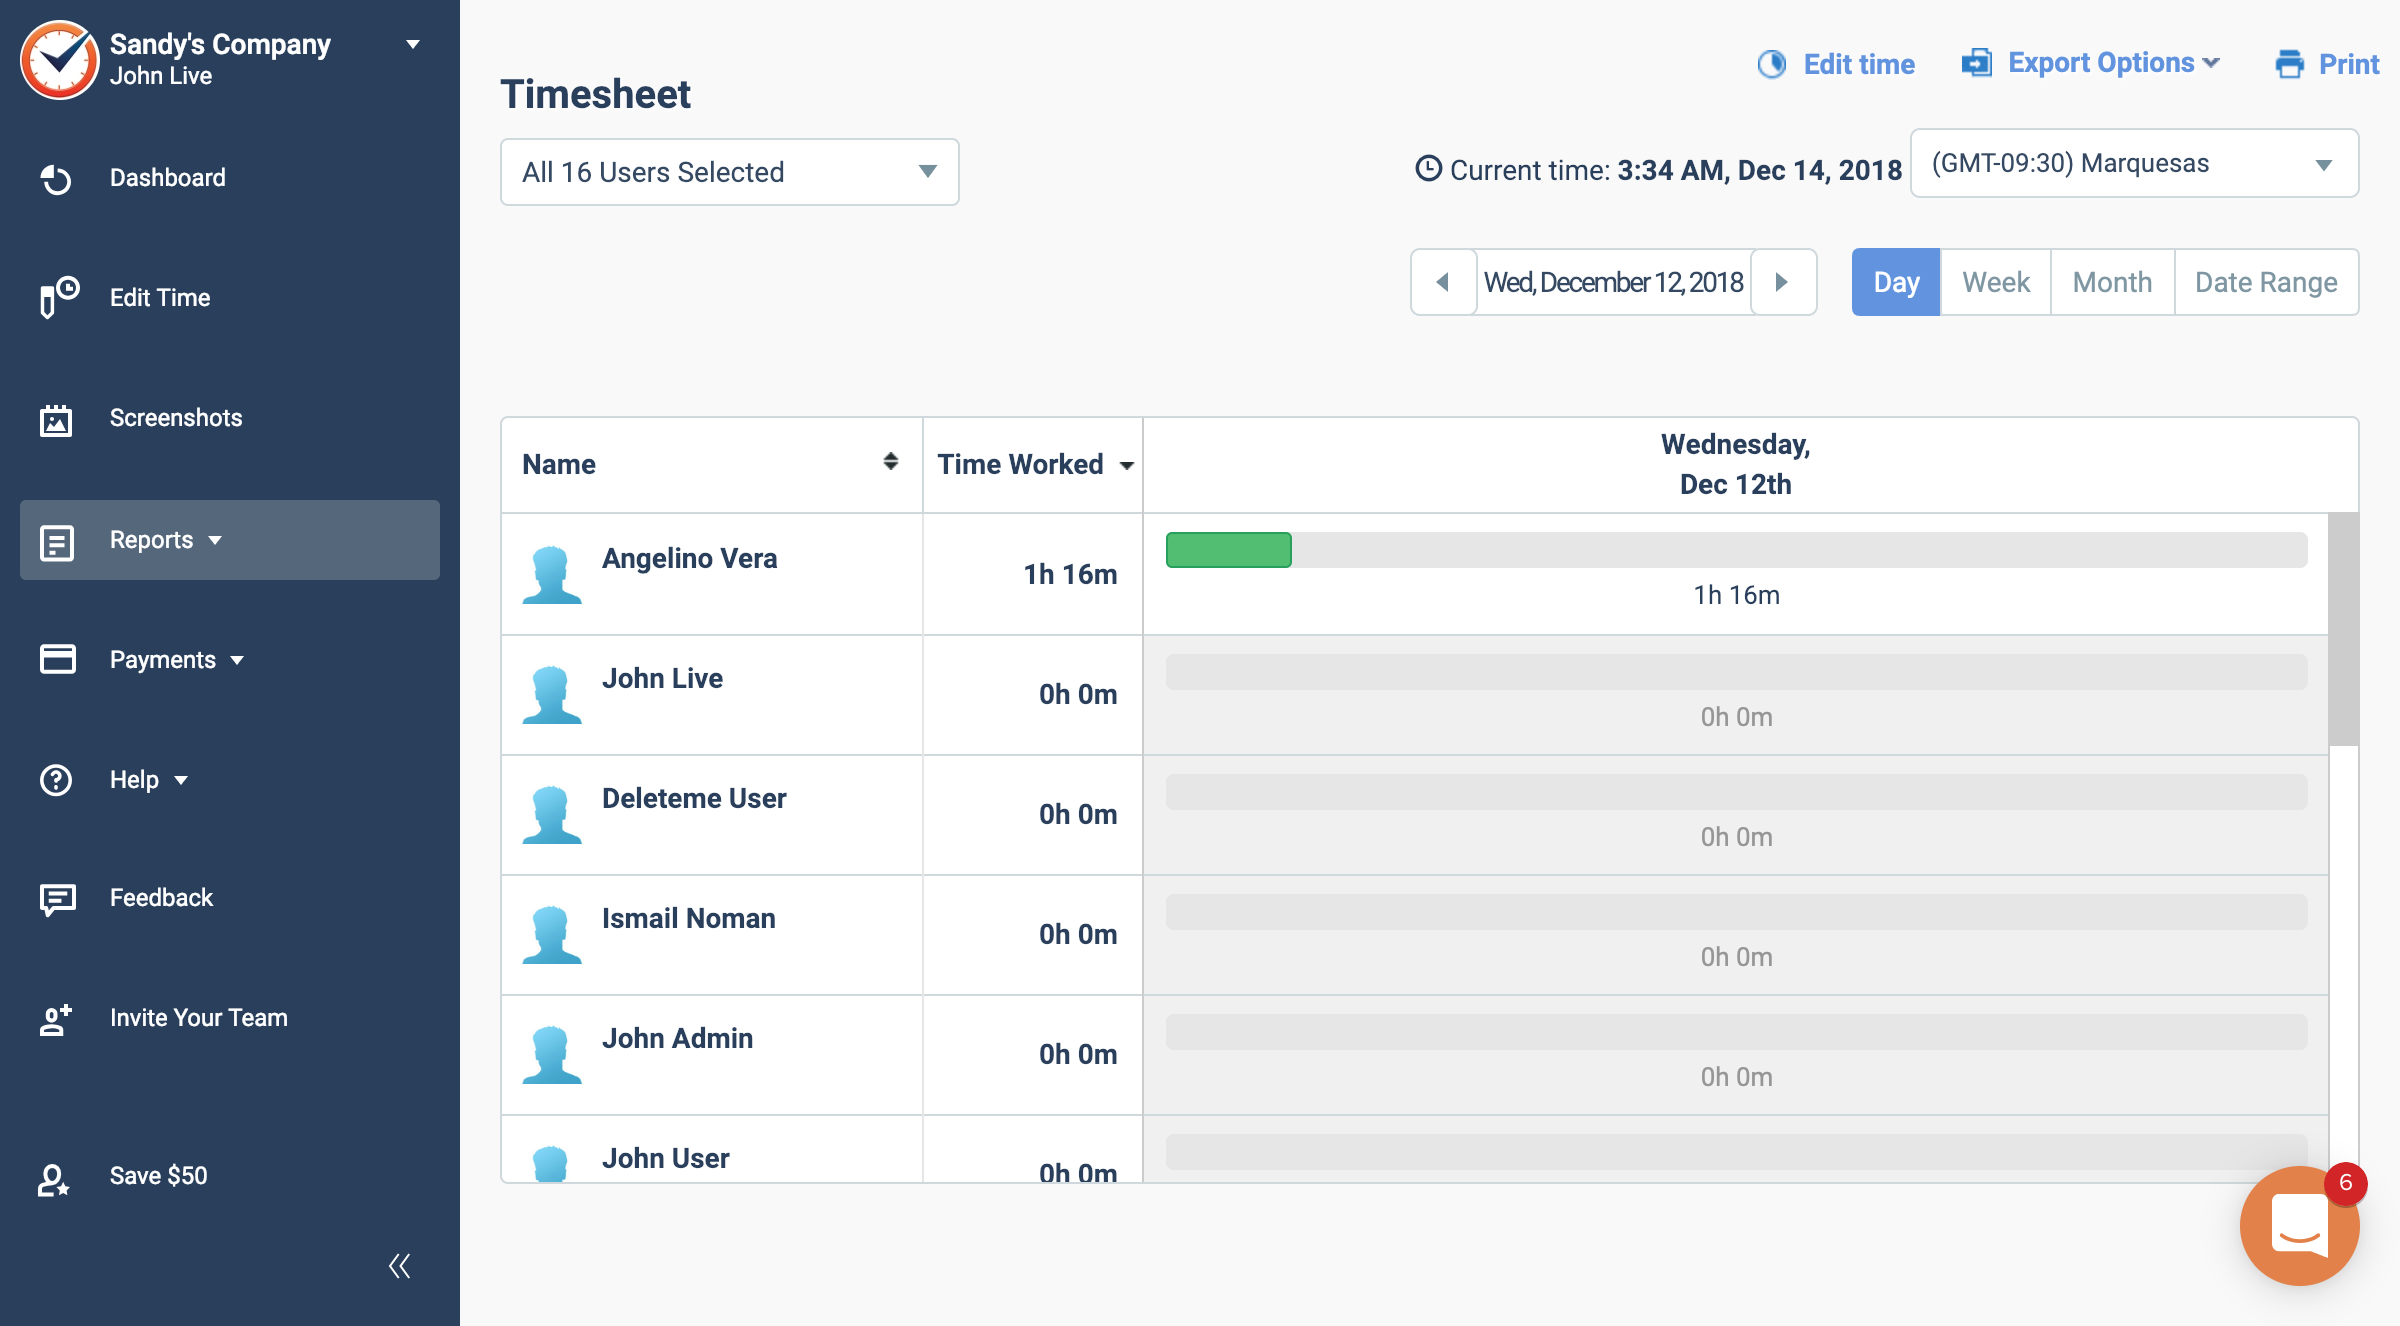 Sandy's Company
John Live
Dashboard
Edit Time
Screenshots
Reports
Payments
Help
Feedback
Invite Your Team
Save $50
Edit time
Export Options
Print
Timesheet
All 16 Users Selected
Current time: 3:34 AM, Dec 14, 2018
(GMT-09:30) Marquesas
Wed, December 12, 2018
Day
Week
Month
Date Range
Name
Time Worked
Wednesday,
Dec 12th
Angelino Vera
1h 16m
1h 16m
John Live
0h 0m
0h 0m
Deleteme User
0h 0m
0h 0m
Ismail Noman
0h 0m
0h 0m
John Admin
0h 0m
0h 0m
John User
0h 0m
6